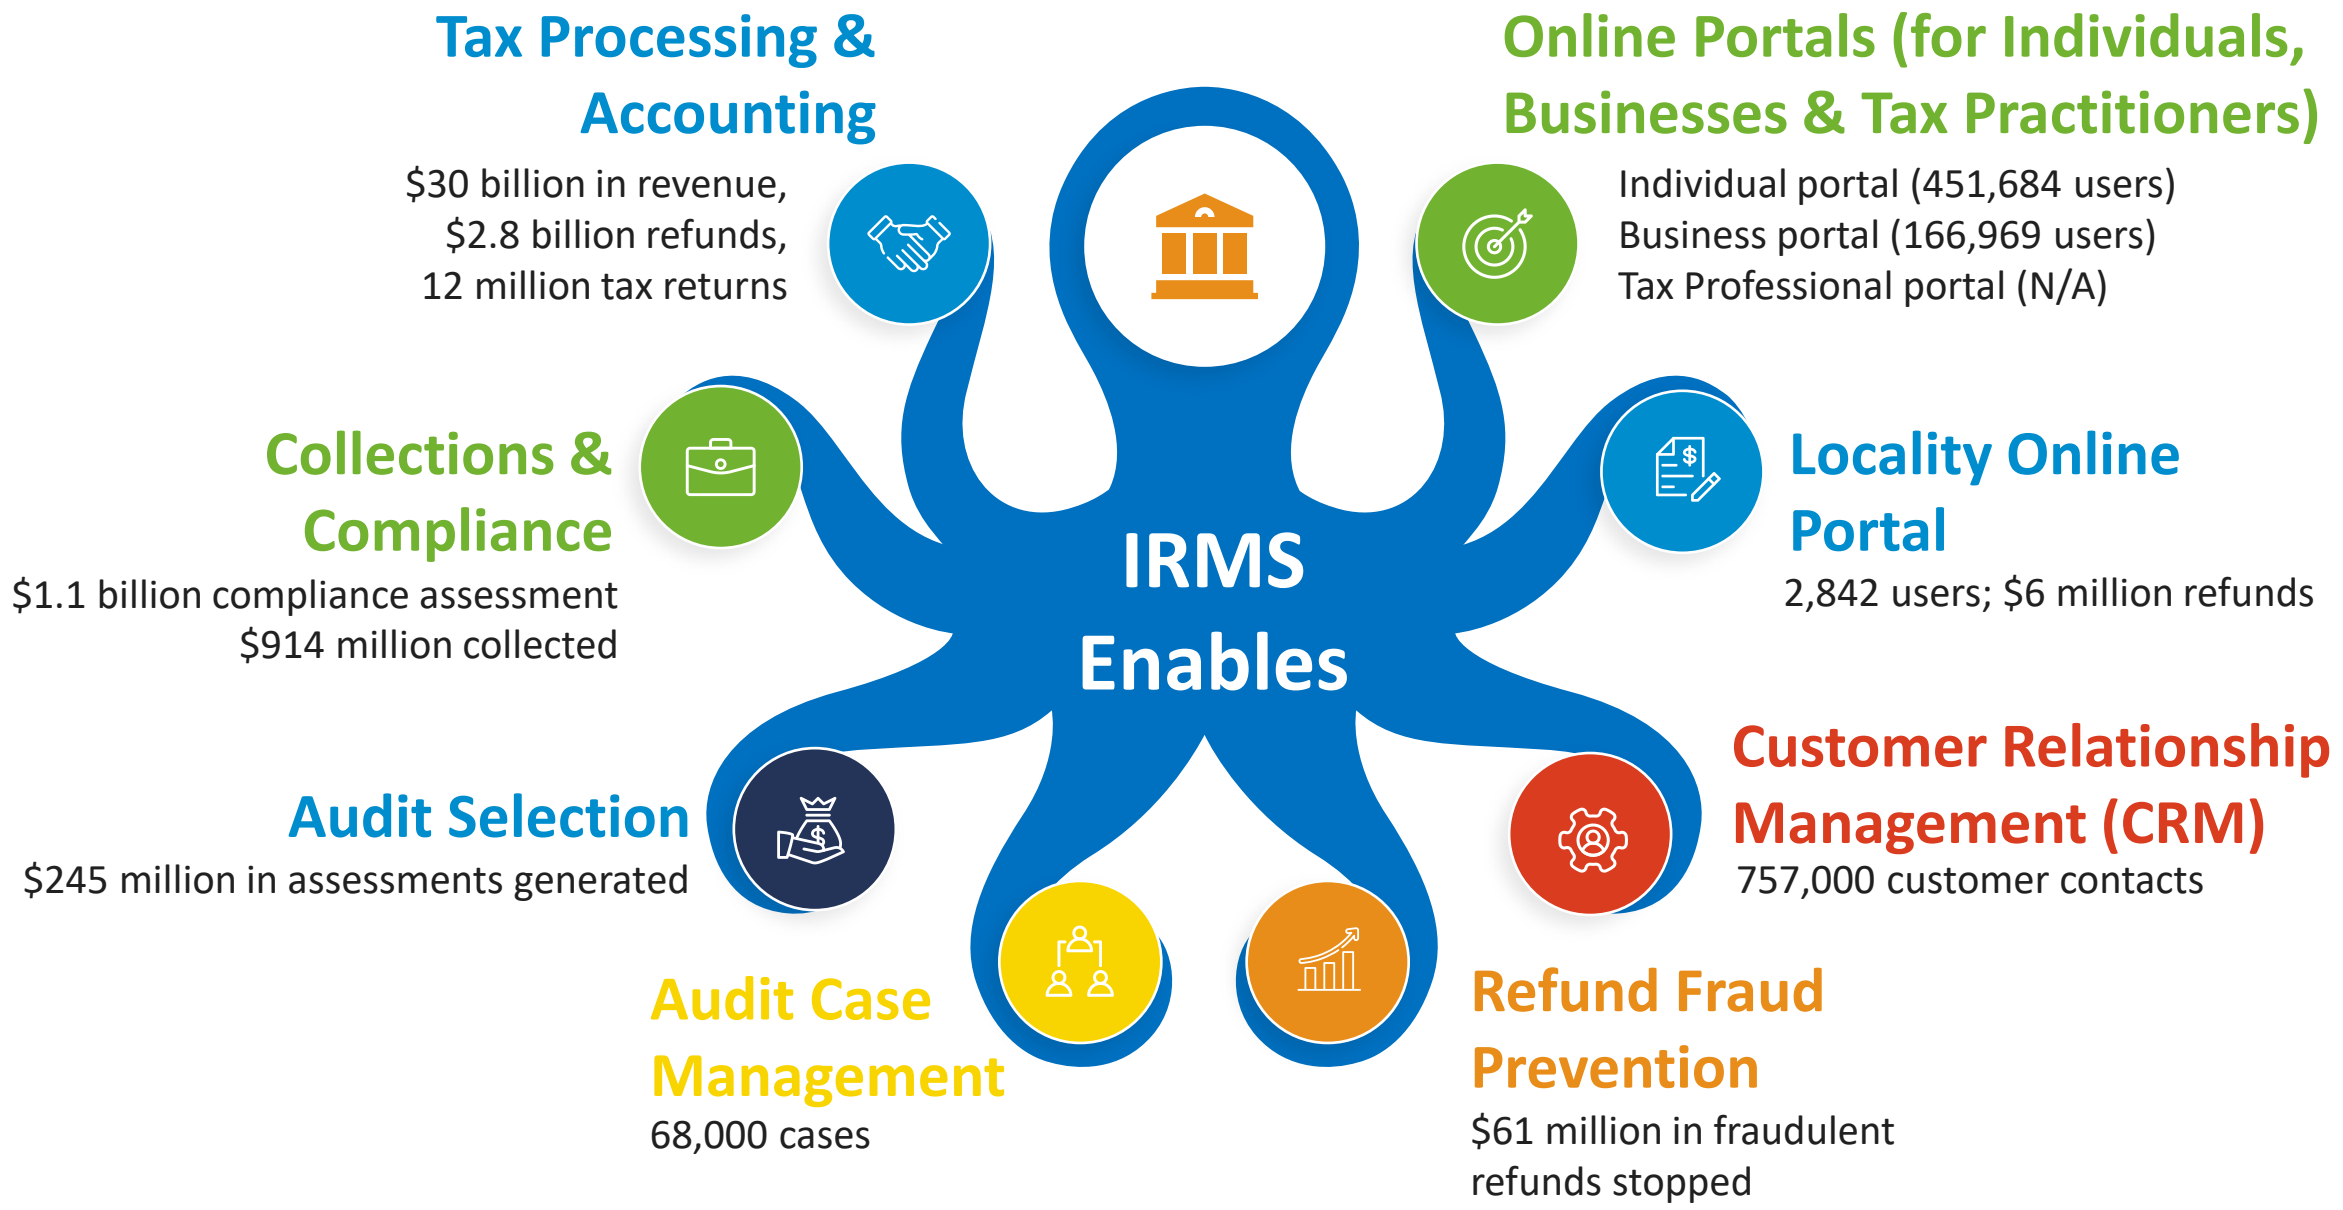 Tax Processing &
Accounting
$30 billion in revenue,
$2.8 billion refunds,
12 million tax returns
Online Portals (for Individuals,
Businesses & Tax Practitioners)
Individual portal (451,684 users)
Business portal (166,969 users)
Tax Professional portal (N/A)
Collections &
Compliance
$1.1 billion compliance assessment
$914 million collected
IRMS
Enables
Locality Online
Portal
2,842 users; $6 million refunds
Audit Selection
$245 million in assessments generated
Customer Relationship
Management (CRM)
757,000 customer contacts
Audit Case
Management
68,000 cases
Refund Fraud
Prevention
$61 million in fraudulent
refunds stopped